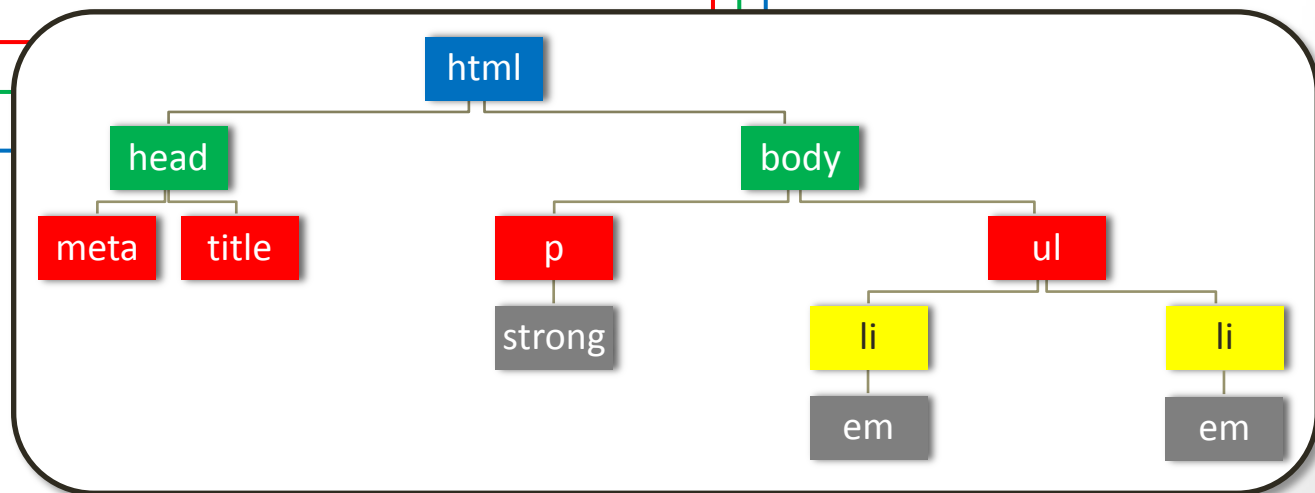 html
head
body
meta
title
p
ul
strong
li
li
em
em